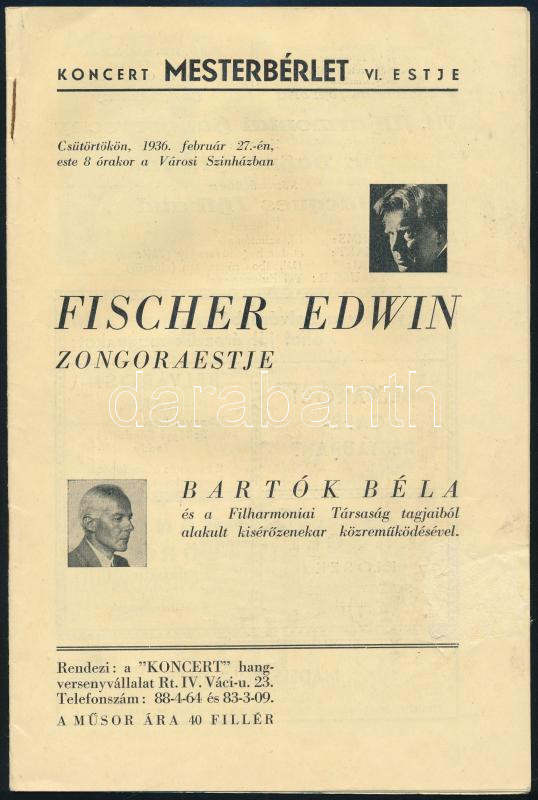 KONCERT MESTERBÉRLET VI. ESTJE
Csütörtökön, 1936. február 27.-én,
este 8 órakor a Városi Szinházban
FISCHER EDWIN
ZONGORAESTJE
darabanth
BARTÓK BÉLA
és a Filharmoniai Társaság tagjaiból
alakult kisérőzenekar közreműködésével.
Rendezi: a "KONCERT" hang-
versenyvállalat Rt. IV. Váci-u. 23.
Telefonszám: 88-4-64 és 83-3-09.
A MŰSOR ÁRA 40 FILLÉR